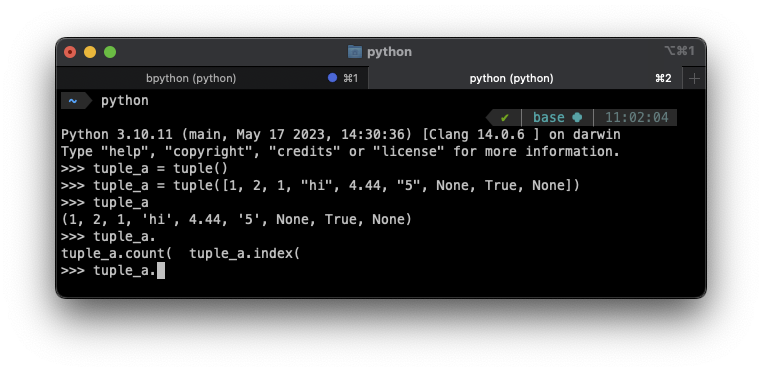 python
⌥⌘1
bpython (python) ⌘1
python (python) ⌘2
~ python
✔ base 11:02:04
Python 3.10.11 (main, May 17 2023, 14:30:36) [Clang 14.0.6 ] on darwin
Type "help", "copyright", "credits" or "license" for more information.
>>> tuple_a = tuple()
>>> tuple_a = tuple([1, 2, 1, "hi", 4.44, "5", None, True, None])
>>> tuple_a
(1, 2, 1, 'hi', 4.44, '5', None, True, None)
>>> tuple_a.
tuple_a.count(  tuple_a.index(
>>> tuple_a.